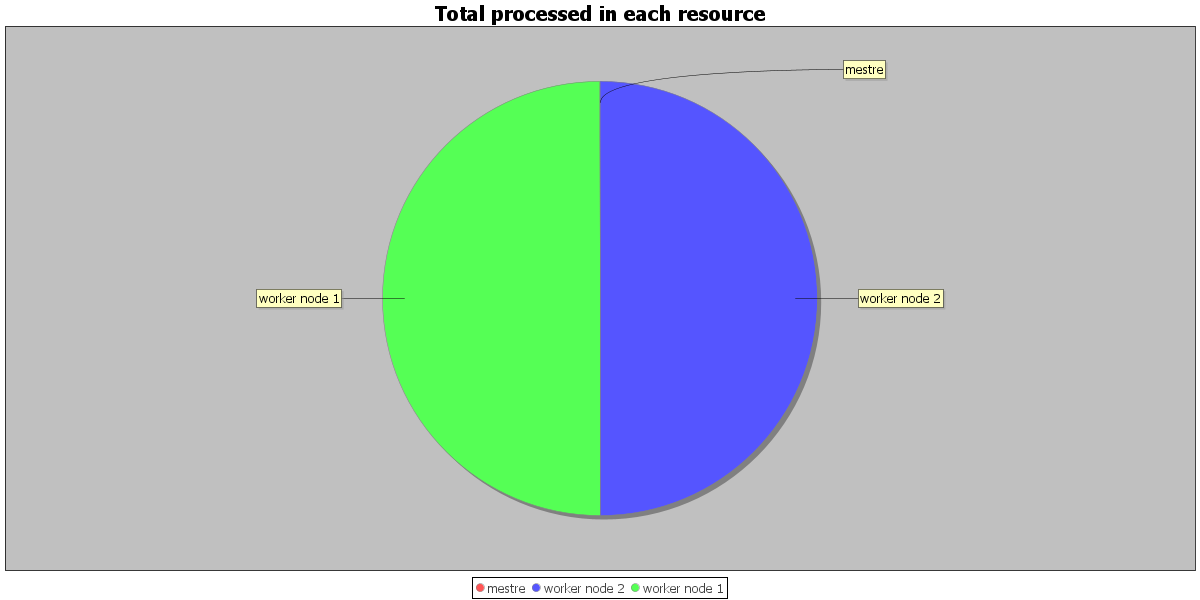 Total processed in each resource
mestre
worker node 1
worker node 2
mestre worker node 2 worker node 1